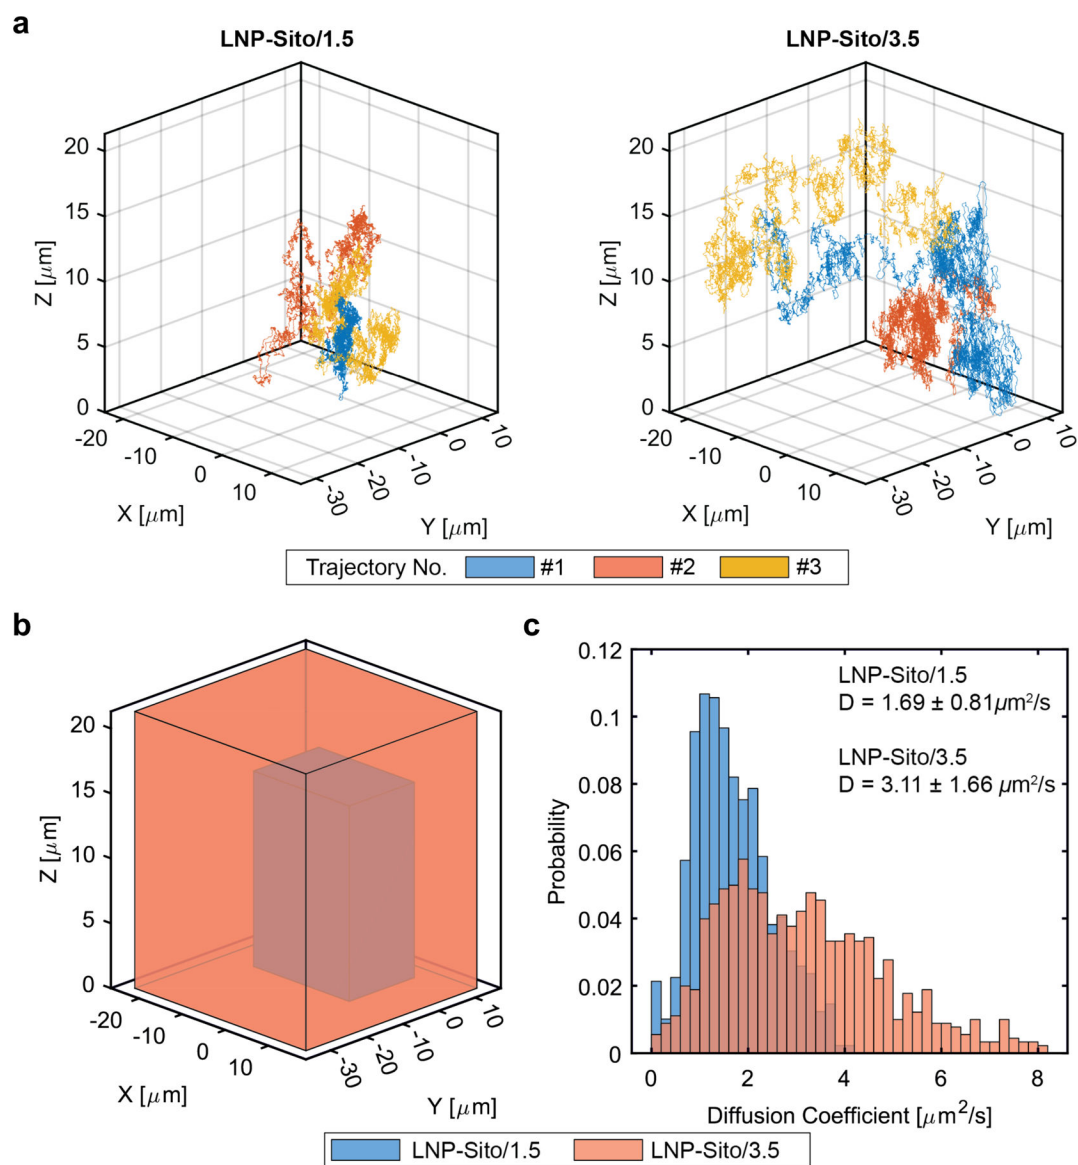 a
LNP-Sito/1.5
LNP-Sito/3.5
20
15
10
5
0
Z [μm]
-20
-10
0
10
X [μm]
-30
-20
-10
0
10
Y [μm]
20
15
10
5
0
Z [μm]
-20
-10
0
10
X [μm]
-30
-20
-10
0
10
Y [μm]
Trajectory No. #1 #2 #3
b
20
15
10
5
0
Z [μm]
-20
-10
0
10
X [μm]
-30
-20
-10
0
10
Y [μm]
c
0.12
0.1
0.08
0.06
0.04
0.02
0
Probability
LNP-Sito/1.5
D = 1.69 ± 0.81μm²/s
LNP-Sito/3.5
D = 3.11 ± 1.66 μm²/s
0 2 4 6 8
Diffusion Coefficient [μm²/s]
LNP-Sito/1.5 LNP-Sito/3.5